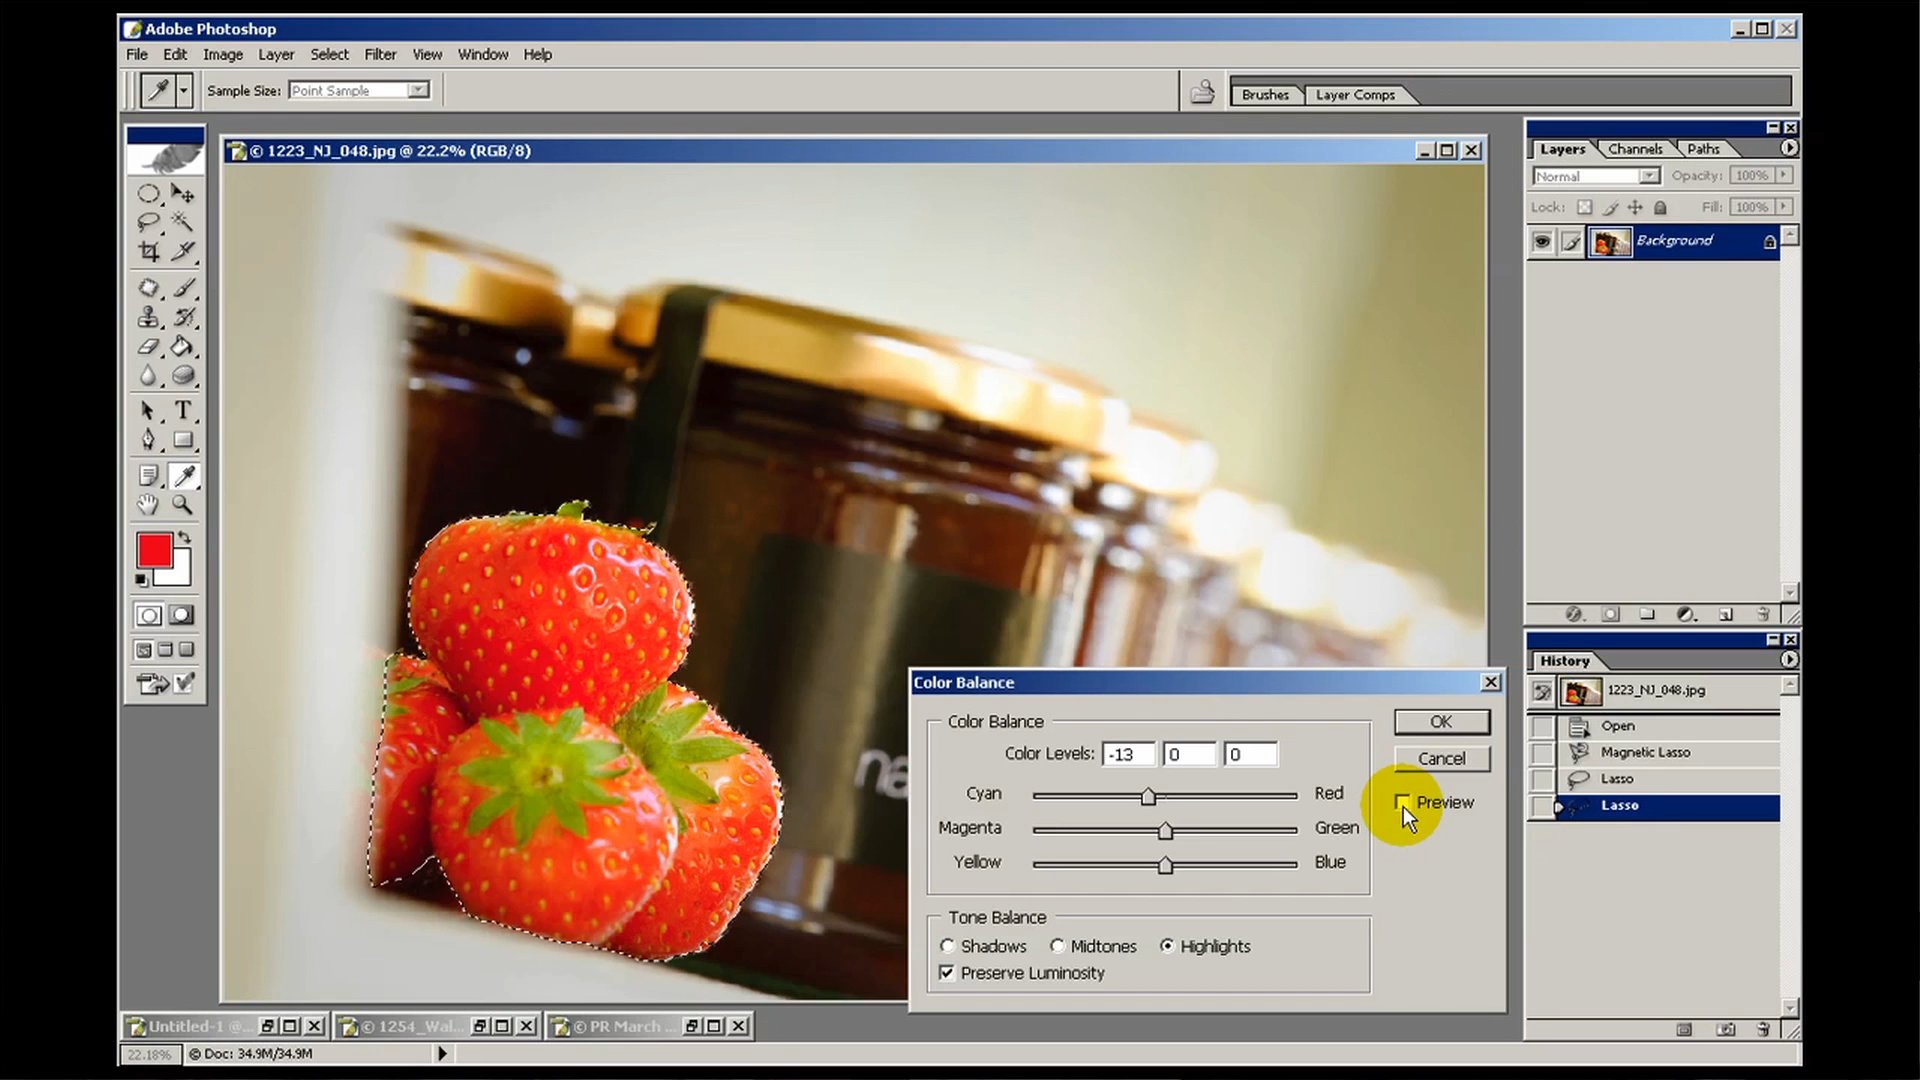 Adobe Photoshop
File Edit Image Layer Select Filter View Window Help
Sample Size: Point Sample
Brushes Layer Comps
© 1223_NJ_048.jpg @ 22.2% (RGB/8)
Layers Channels Paths
Normal Opacity: 100%
Lock: Fill: 100%
Background
T
na
History
1223_NJ_048.jpg
Open
Magnetic Lasso
Lasso
Lasso
Color Balance
Color Balance
Color Levels: -13 0 0
Cyan Red
Magenta Green
Yellow Blue
Tone Balance
Shadows Midtones Highlights
Preserve Luminosity
OK
Cancel
Preview
Untitled-1 @... © 1254_Wal... © PR March ...
22.18% © Doc: 34.9M/34.9M